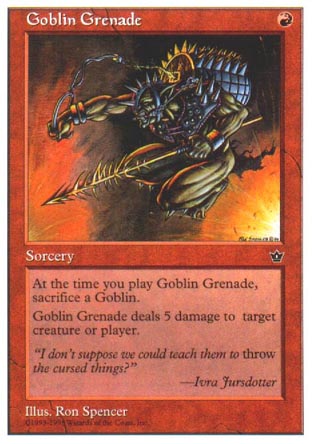 Goblin Grenade
Sorcery
At the time you play Goblin Grenade,
sacrifice a Goblin.
Goblin Grenade deals 5 damage to target
creature or player.
"I don't suppose we could teach them to throw
the cursed things?"
—Ivra Jursdotter
Illus. Ron Spencer